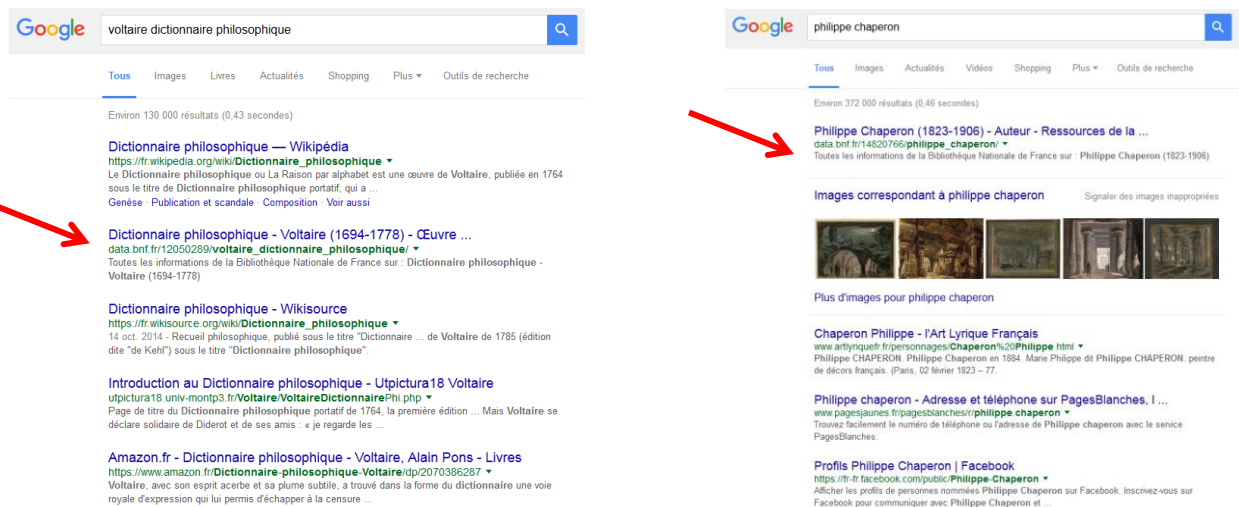 Google
voltaire dictionnaire philosophique
Tous Images Livres Actualités Shopping Plus ▾ Outils de recherche
Environ 130 000 résultats (0,43 secondes)
Dictionnaire philosophique — Wikipédia
https://fr.wikipedia.org/wiki/Dictionnaire_philosophique ▾
Le Dictionnaire philosophique ou La Raison par alphabet est une œuvre de Voltaire, publiée en 1764
sous le titre de Dictionnaire philosophique portatif, qui a ...
Genèse · Publication et scandale · Composition · Voir aussi
Dictionnaire philosophique - Voltaire (1694-1778) - Œuvre ...
data.bnf.fr/12050289/voltaire_dictionnaire_philosophique/ ▾
Toutes les informations de la Bibliothèque Nationale de France sur : Dictionnaire philosophique -
Voltaire (1694-1778)
Dictionnaire philosophique - Wikisource
https://fr.wikisource.org/wiki/Dictionnaire_philosophique ▾
14 oct. 2014 - Recueil philosophique, publié sous le titre "Dictionnaire ... de Voltaire de 1785 (édition
dite "de Kehl") sous le titre "Dictionnaire philosophique".
Introduction au Dictionnaire philosophique - Utpictura18 Voltaire
utpictura18.univ-montp3.fr/Voltaire/VoltaireDictionnairePhi.php ▾
Page de titre du Dictionnaire philosophique portatif de 1764, la première édition ... Mais Voltaire se
déclare solidaire de Diderot et de ses amis : « je regarde les ...
Amazon.fr - Dictionnaire philosophique - Voltaire, Alain Pons - Livres
https://www.amazon.fr/Dictionnaire-philosophique-Voltaire/dp/2070386287 ▾
Voltaire, avec son esprit acerbe et sa plume subtile, a trouvé dans la forme du dictionnaire une voie
royale d'expression qui lui permis d'échapper à la censure ...
Google
philippe chaperon
Tous Images Actualités Vidéos Shopping Plus ▾ Outils de recherche
Environ 372 000 résultats (0,46 secondes)
Philippe Chaperon (1823-1906) - Auteur - Ressources de la ...
data.bnf.fr/14820766/philippe_chaperon/ ▾
Toutes les informations de la Bibliothèque Nationale de France sur : Philippe Chaperon (1823-1906)
Images correspondant à philippe chaperon Signaler des images inappropriées
Plus d'images pour philippe chaperon
Chaperon Philippe - l'Art Lyrique Français
www.artlyriquefr.fr/personnages/Chaperon%20Philippe.html ▾
Philippe CHAPERON. Philippe Chaperon en 1884. Marie Philippe dit Philippe CHAPERON. peintre
de décors français. (Paris, 02 février 1823 – 77.
Philippe chaperon - Adresse et téléphone sur PagesBlanches, l ...
www.pagesjaunes.fr/pagesblanches/r/philippe chaperon ▾
Trouvez facilement le numéro de téléphone ou l'adresse de Philippe chaperon avec le service
PagesBlanches.
Profils Philippe Chaperon | Facebook
https://fr-fr.facebook.com/public/Philippe-Chaperon ▾
Afficher les profils de personnes nommées Philippe Chaperon sur Facebook. Inscrivez-vous sur
Facebook pour communiquer avec Philippe Chaperon et ...